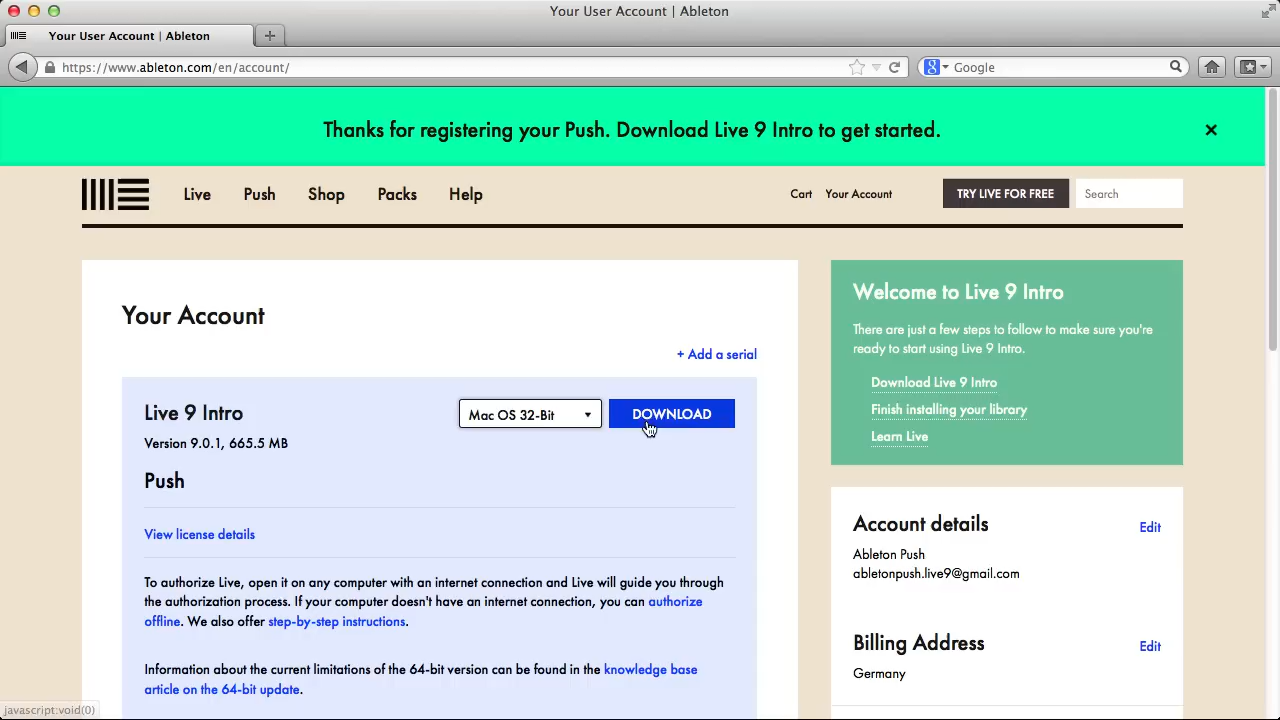 Your User Account | Ableton
Your User Account | Ableton
https://www.ableton.com/en/account/
Google
Thanks for registering your Push. Download Live 9 Intro to get started.
Live Push Shop Packs Help
Cart Your Account
TRY LIVE FOR FREE
Search
Your Account
+ Add a serial
Live 9 Intro
Mac OS 32-Bit
DOWNLOAD
Version 9.0.1, 665.5 MB
Push
View license details
To authorize Live, open it on any computer with an internet connection and Live will guide you through
the authorization process. If your computer doesn't have an internet connection, you can authorize
offline. We also offer step-by-step instructions.
Information about the current limitations of the 64-bit version can be found in the knowledge base
article on the 64-bit update.
Welcome to Live 9 Intro
There are just a few steps to follow to make sure you're
ready to start using Live 9 Intro.
Download Live 9 Intro
Finish installing your library
Learn Live
Account details
Edit
Ableton Push
abletonpush.live9@gmail.com
Billing Address
Edit
Germany
javascript:void(0)